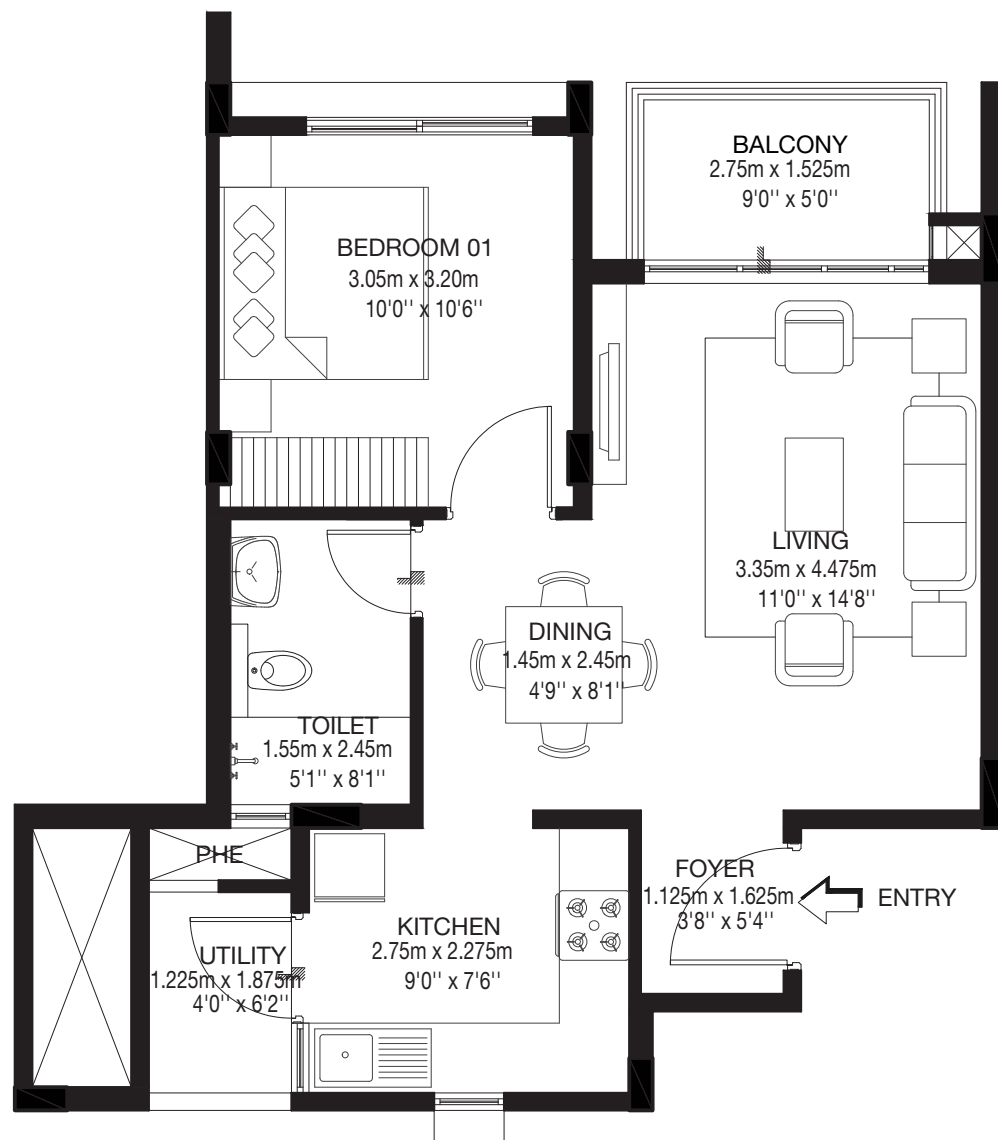 BALCONY
2.75m x 1.525m
9'0'' x 5'0''
BEDROOM 01
3.05m x 3.20m
10'0'' x 10'6''
LIVING
3.35m x 4.475m
11'0'' x 14'8''
DINING
1.45m x 2.45m
4'9'' x 8'1''
TOILET
1.55m x 2.45m
5'1'' x 8'1''
PHE
FOYER
1.125m x 1.625m
3'8'' x 5'4''
ENTRY
KITCHEN
2.75m x 2.275m
9'0'' x 7'6''
UTILITY
1.225m x 1.875m
4'0'' x 6'2''